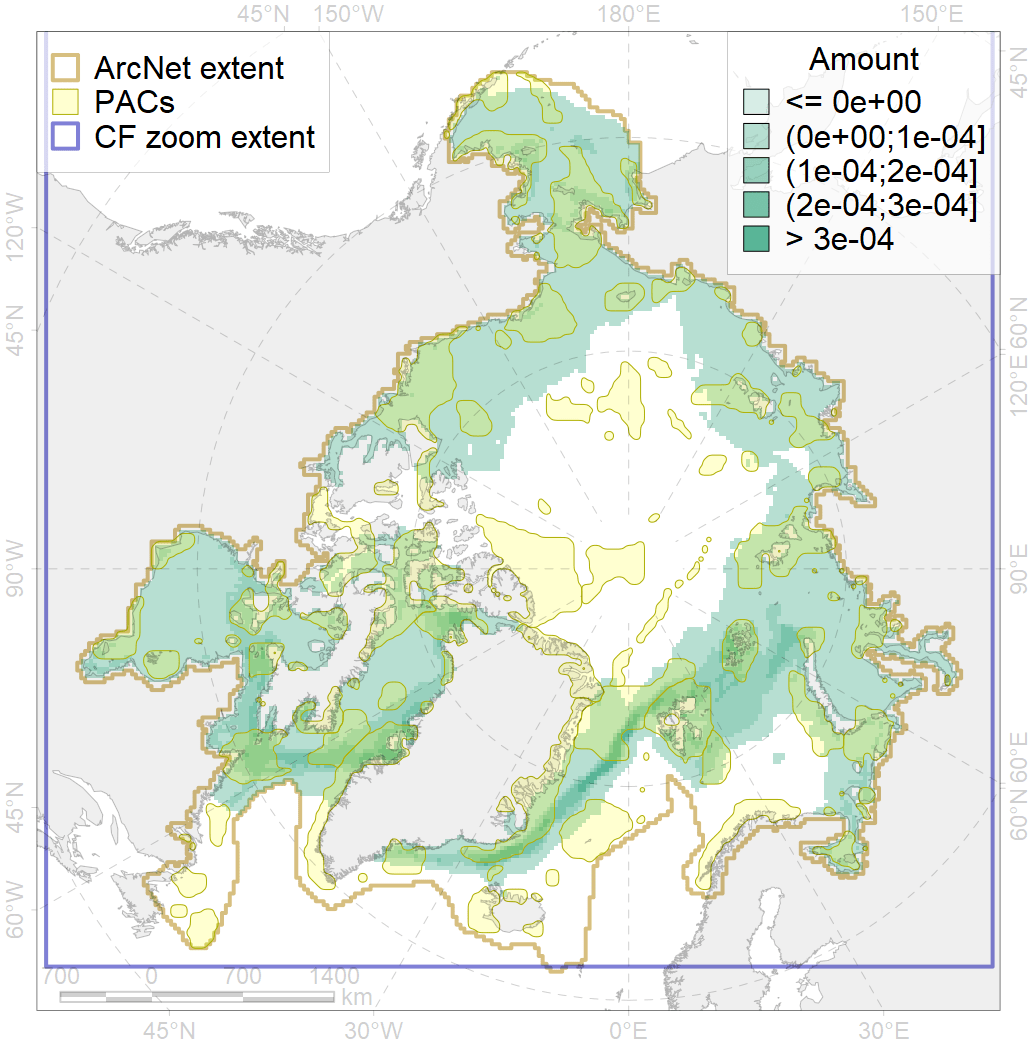 45°N 150°W 180°E 150°E
ArcNet extent
PACs
CF zoom extent
Amount
<= 0e+00
(0e+00;1e-04]
(1e-04;2e-04]
(2e-04;3e-04]
> 3e-04
45°N
120°W
45°N
60°N
120°E
90°W
90°E
45°N
60°E
60°N
60°W
700 0 700 1400
km
45°N 30°W 0°E 30°E